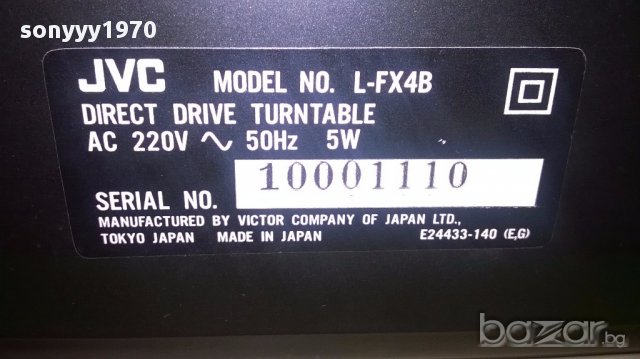 sonyyy1970
JVC MODEL NO. L-FX4B
DIRECT DRIVE TURNTABLE
AC 220V ∿ 50Hz 5W
SERIAL NO. 10001110
MANUFACTURED BY VICTOR COMPANY OF JAPAN LTD.,
TOKYO JAPAN MADE IN JAPAN E24433-140 (E,G)
bazar.bg